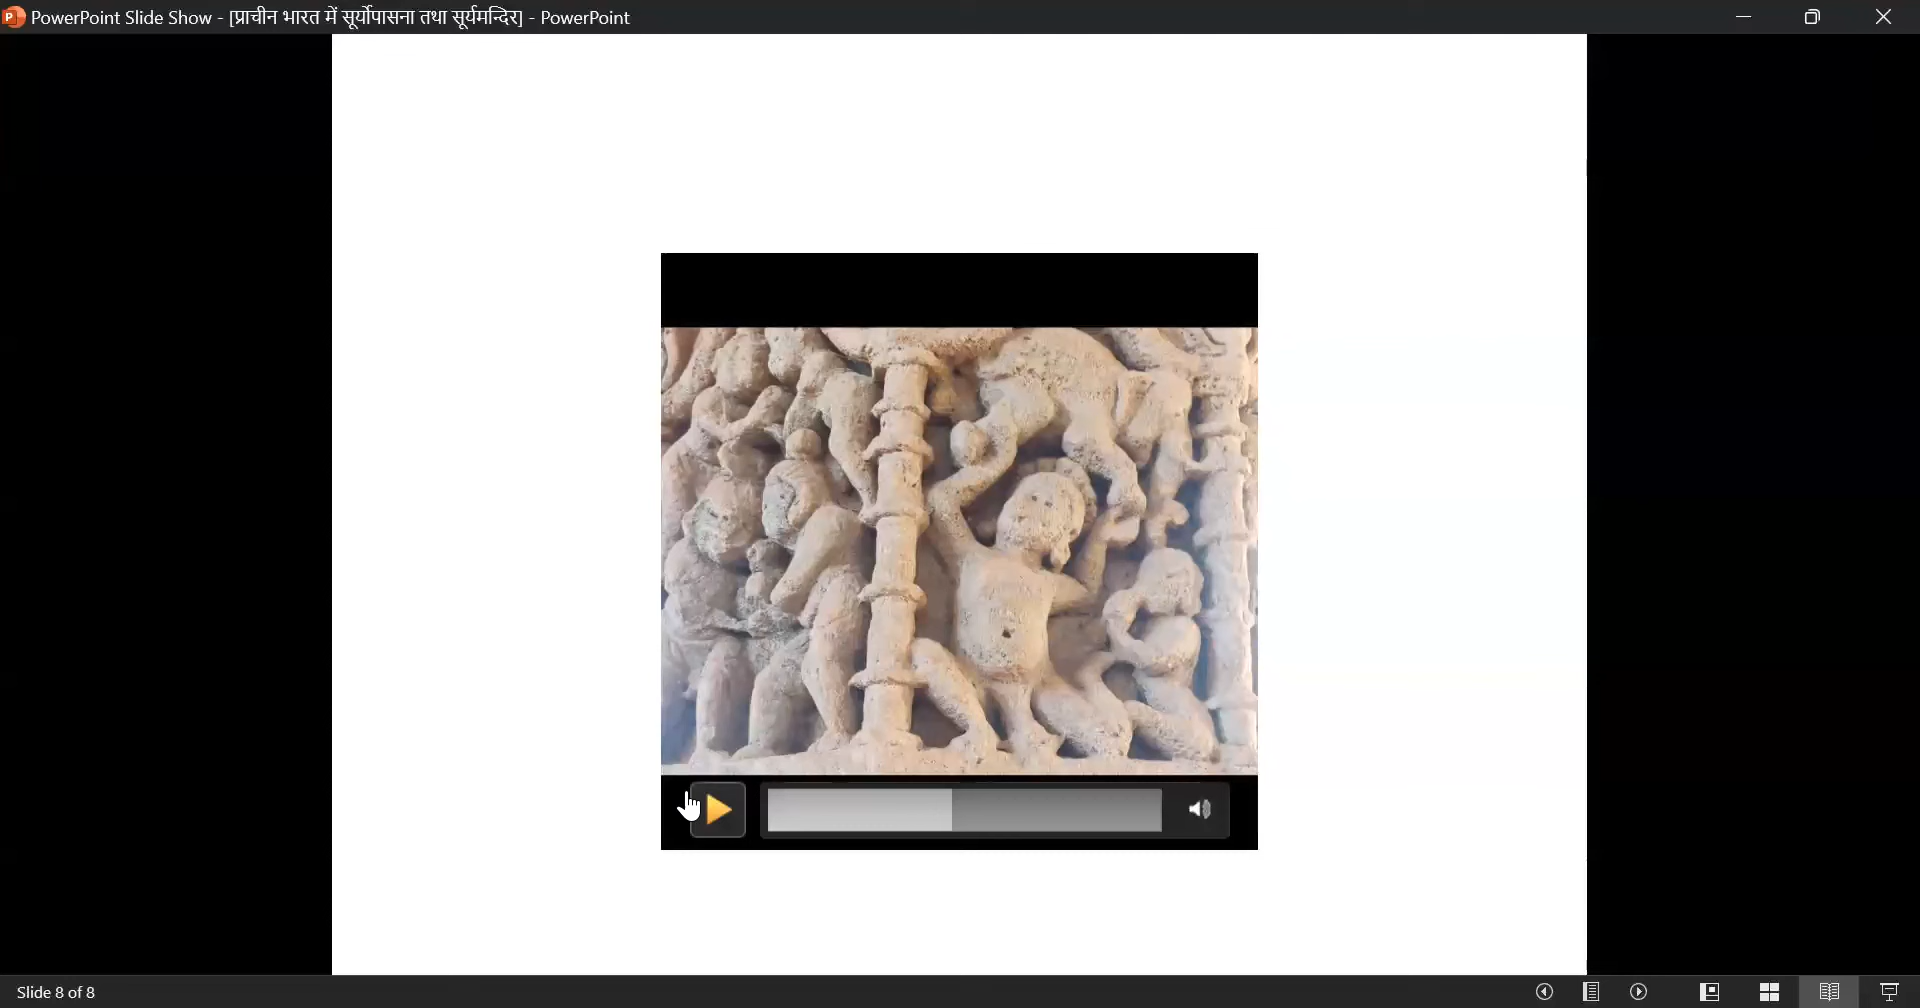 PowerPoint Slide Show - [प्राचीन भारत में सूर्योपासना तथा सूर्यमन्दिर] - PowerPoint
Slide 8 of 8